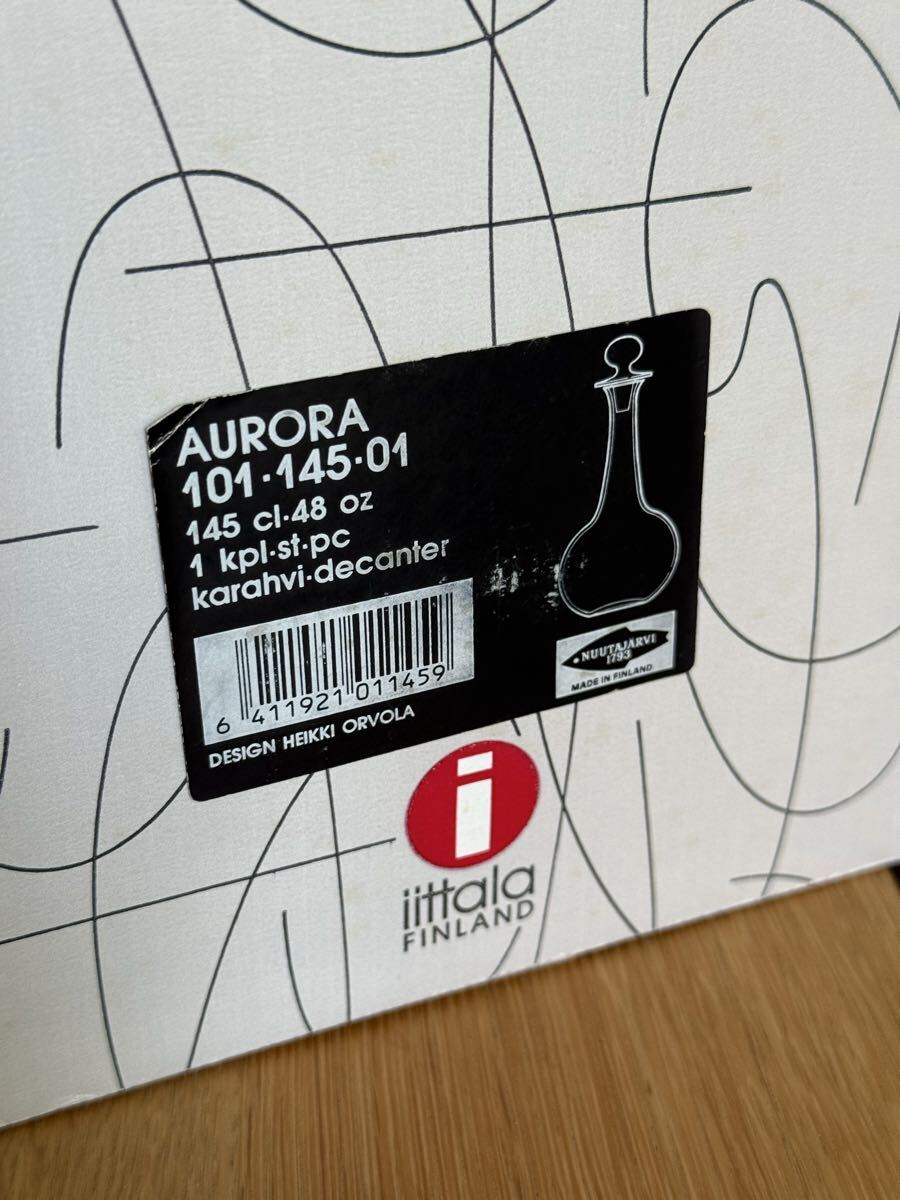 AURORA
101·145·01
145 cl·48 oz
1 kpl·st·pc
karahvi·decanter
6 411921 011459
DESIGN HEIKKI ORVOLA
NUUTAJÄRVI
1793
MADE IN FINLAND
i
iittala
FINLAND